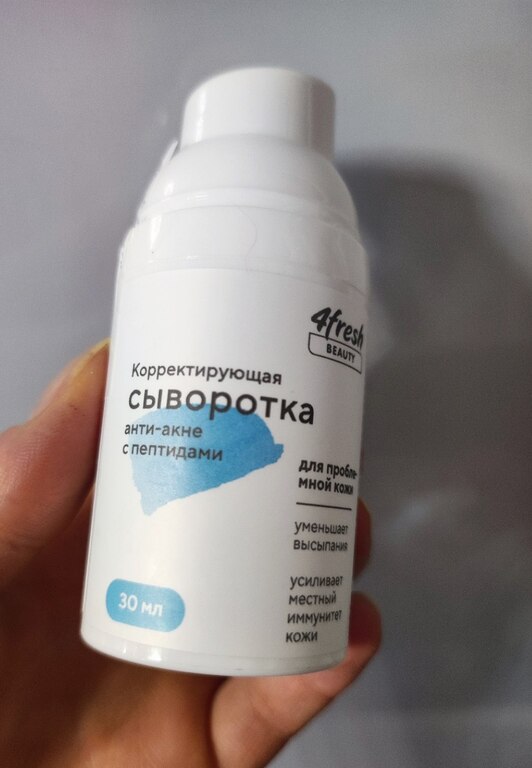 4fresh
BEAUTY
Корректирующая
сыворотка
анти-акне
с пептидами
для пробле-
мной кожи
уменьшает
высыпания
усиливает
местный
иммунитет
кожи
30 мл